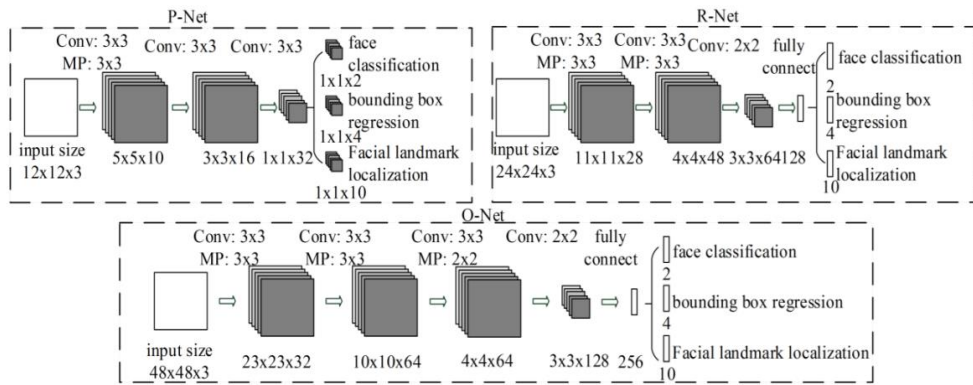 P-Net
Conv: 3x3 Conv: 3x3 Conv: 3x3
MP: 3x3
face
classification
1x1x2
bounding box
regression
1x1x4
Facial landmark
localization
1x1x10
input size
12x12x3
5x5x10 3x3x16 1x1x32
R-Net
Conv: 3x3 Conv: 3x3 Conv: 2x2 fully
MP: 3x3 MP: 3x3 connect
face classification
2
bounding box
regression
4
Facial landmark
localization
10
input size
24x24x3
11x11x28 4x4x48 3x3x64 128
O-Net
Conv: 3x3 Conv: 3x3 Conv: 3x3 Conv: 2x2 fully
MP: 3x3 MP: 3x3 MP: 2x2 connect
face classification
2
bounding box regression
4
Facial landmark localization
10
input size
48x48x3
23x23x32 10x10x64 4x4x64 3x3x128 256